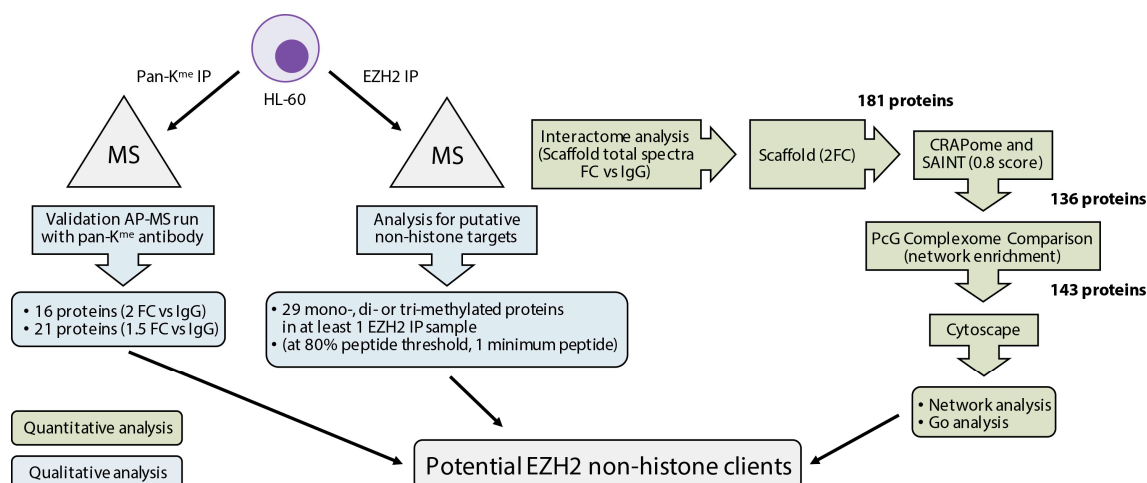 HL-60
Pan-Kᵐᵉ IP
EZH2 IP
MS
MS
Validation AP-MS run
with pan-Kᵐᵉ antibody
Analysis for putative
non-histone targets
• 16 proteins (2 FC vs IgG)
• 21 proteins (1.5 FC vs IgG)
• 29 mono-, di- or tri-methylated proteins
in at least 1 EZH2 IP sample
• (at 80% peptide threshold, 1 minimum peptide)
Interactome analysis
(Scaffold total spectra
FC vs IgG)
Scaffold (2FC)
181 proteins
CRAPome and
SAINT (0.8 score)
136 proteins
PcG Complexome Comparison
(network enrichment)
143 proteins
Cytoscape
• Network analysis
• Go analysis
Quantitative analysis
Qualitative analysis
Potential EZH2 non-histone clients